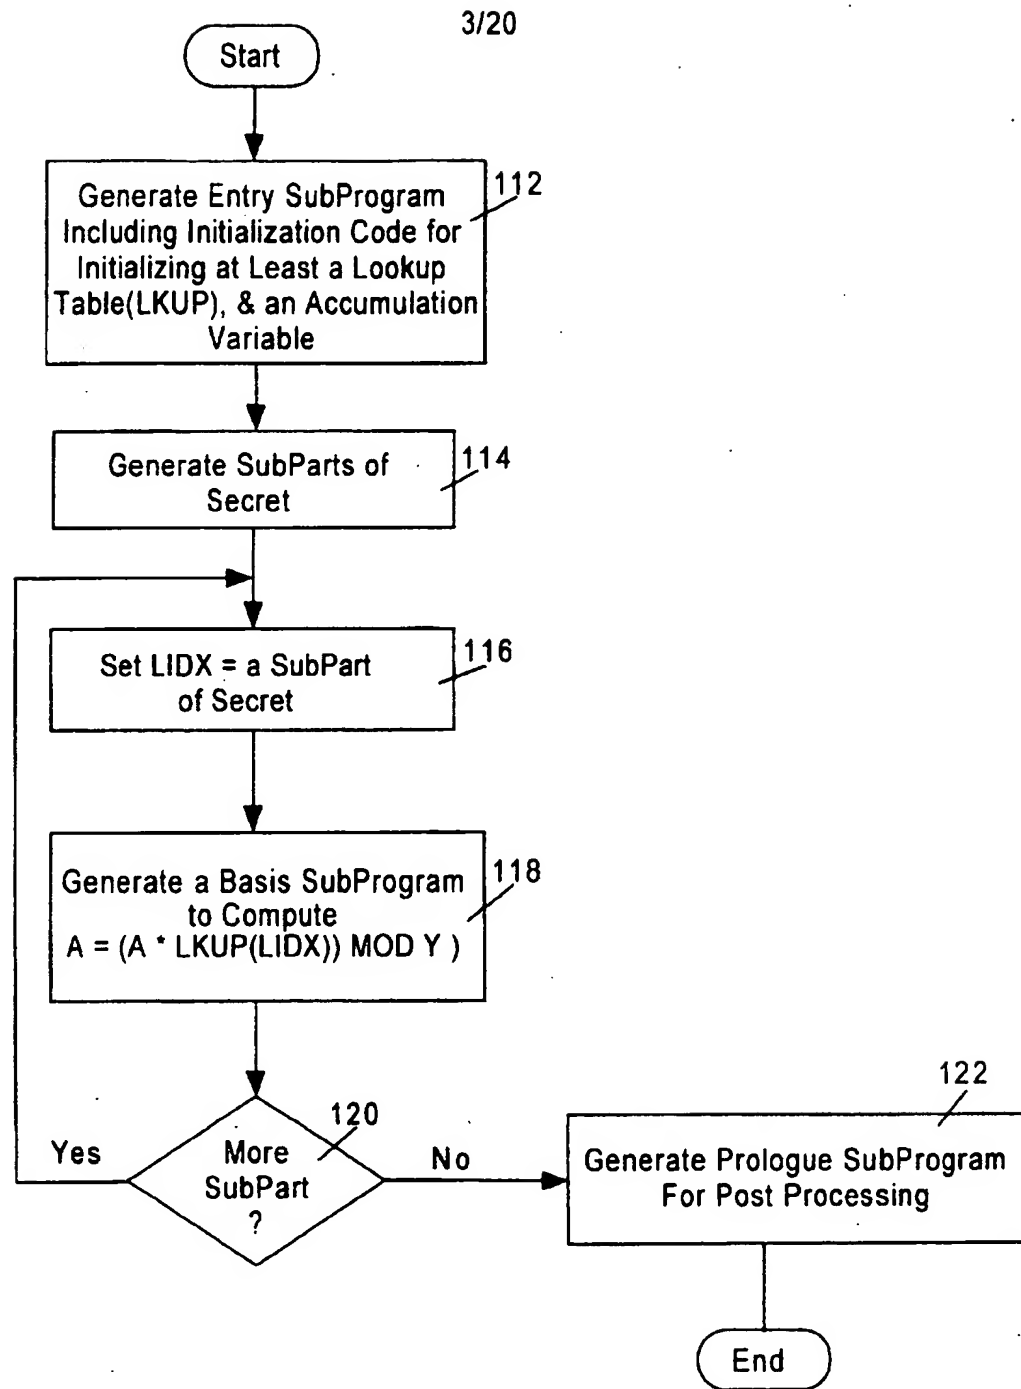 3/20
Start
Generate Entry SubProgram
Including Initialization Code for
Initializing at Least a Lookup
Table(LKUP), & an Accumulation
Variable
112
Generate SubParts of
Secret
114
Set LIDX = a SubPart
of Secret
116
Generate a Basis SubProgram
to Compute
A = (A * LKUP(LIDX)) MOD Y )
118
More
SubPart
?
120
Yes
No
122
Generate Prologue SubProgram
For Post Processing
End